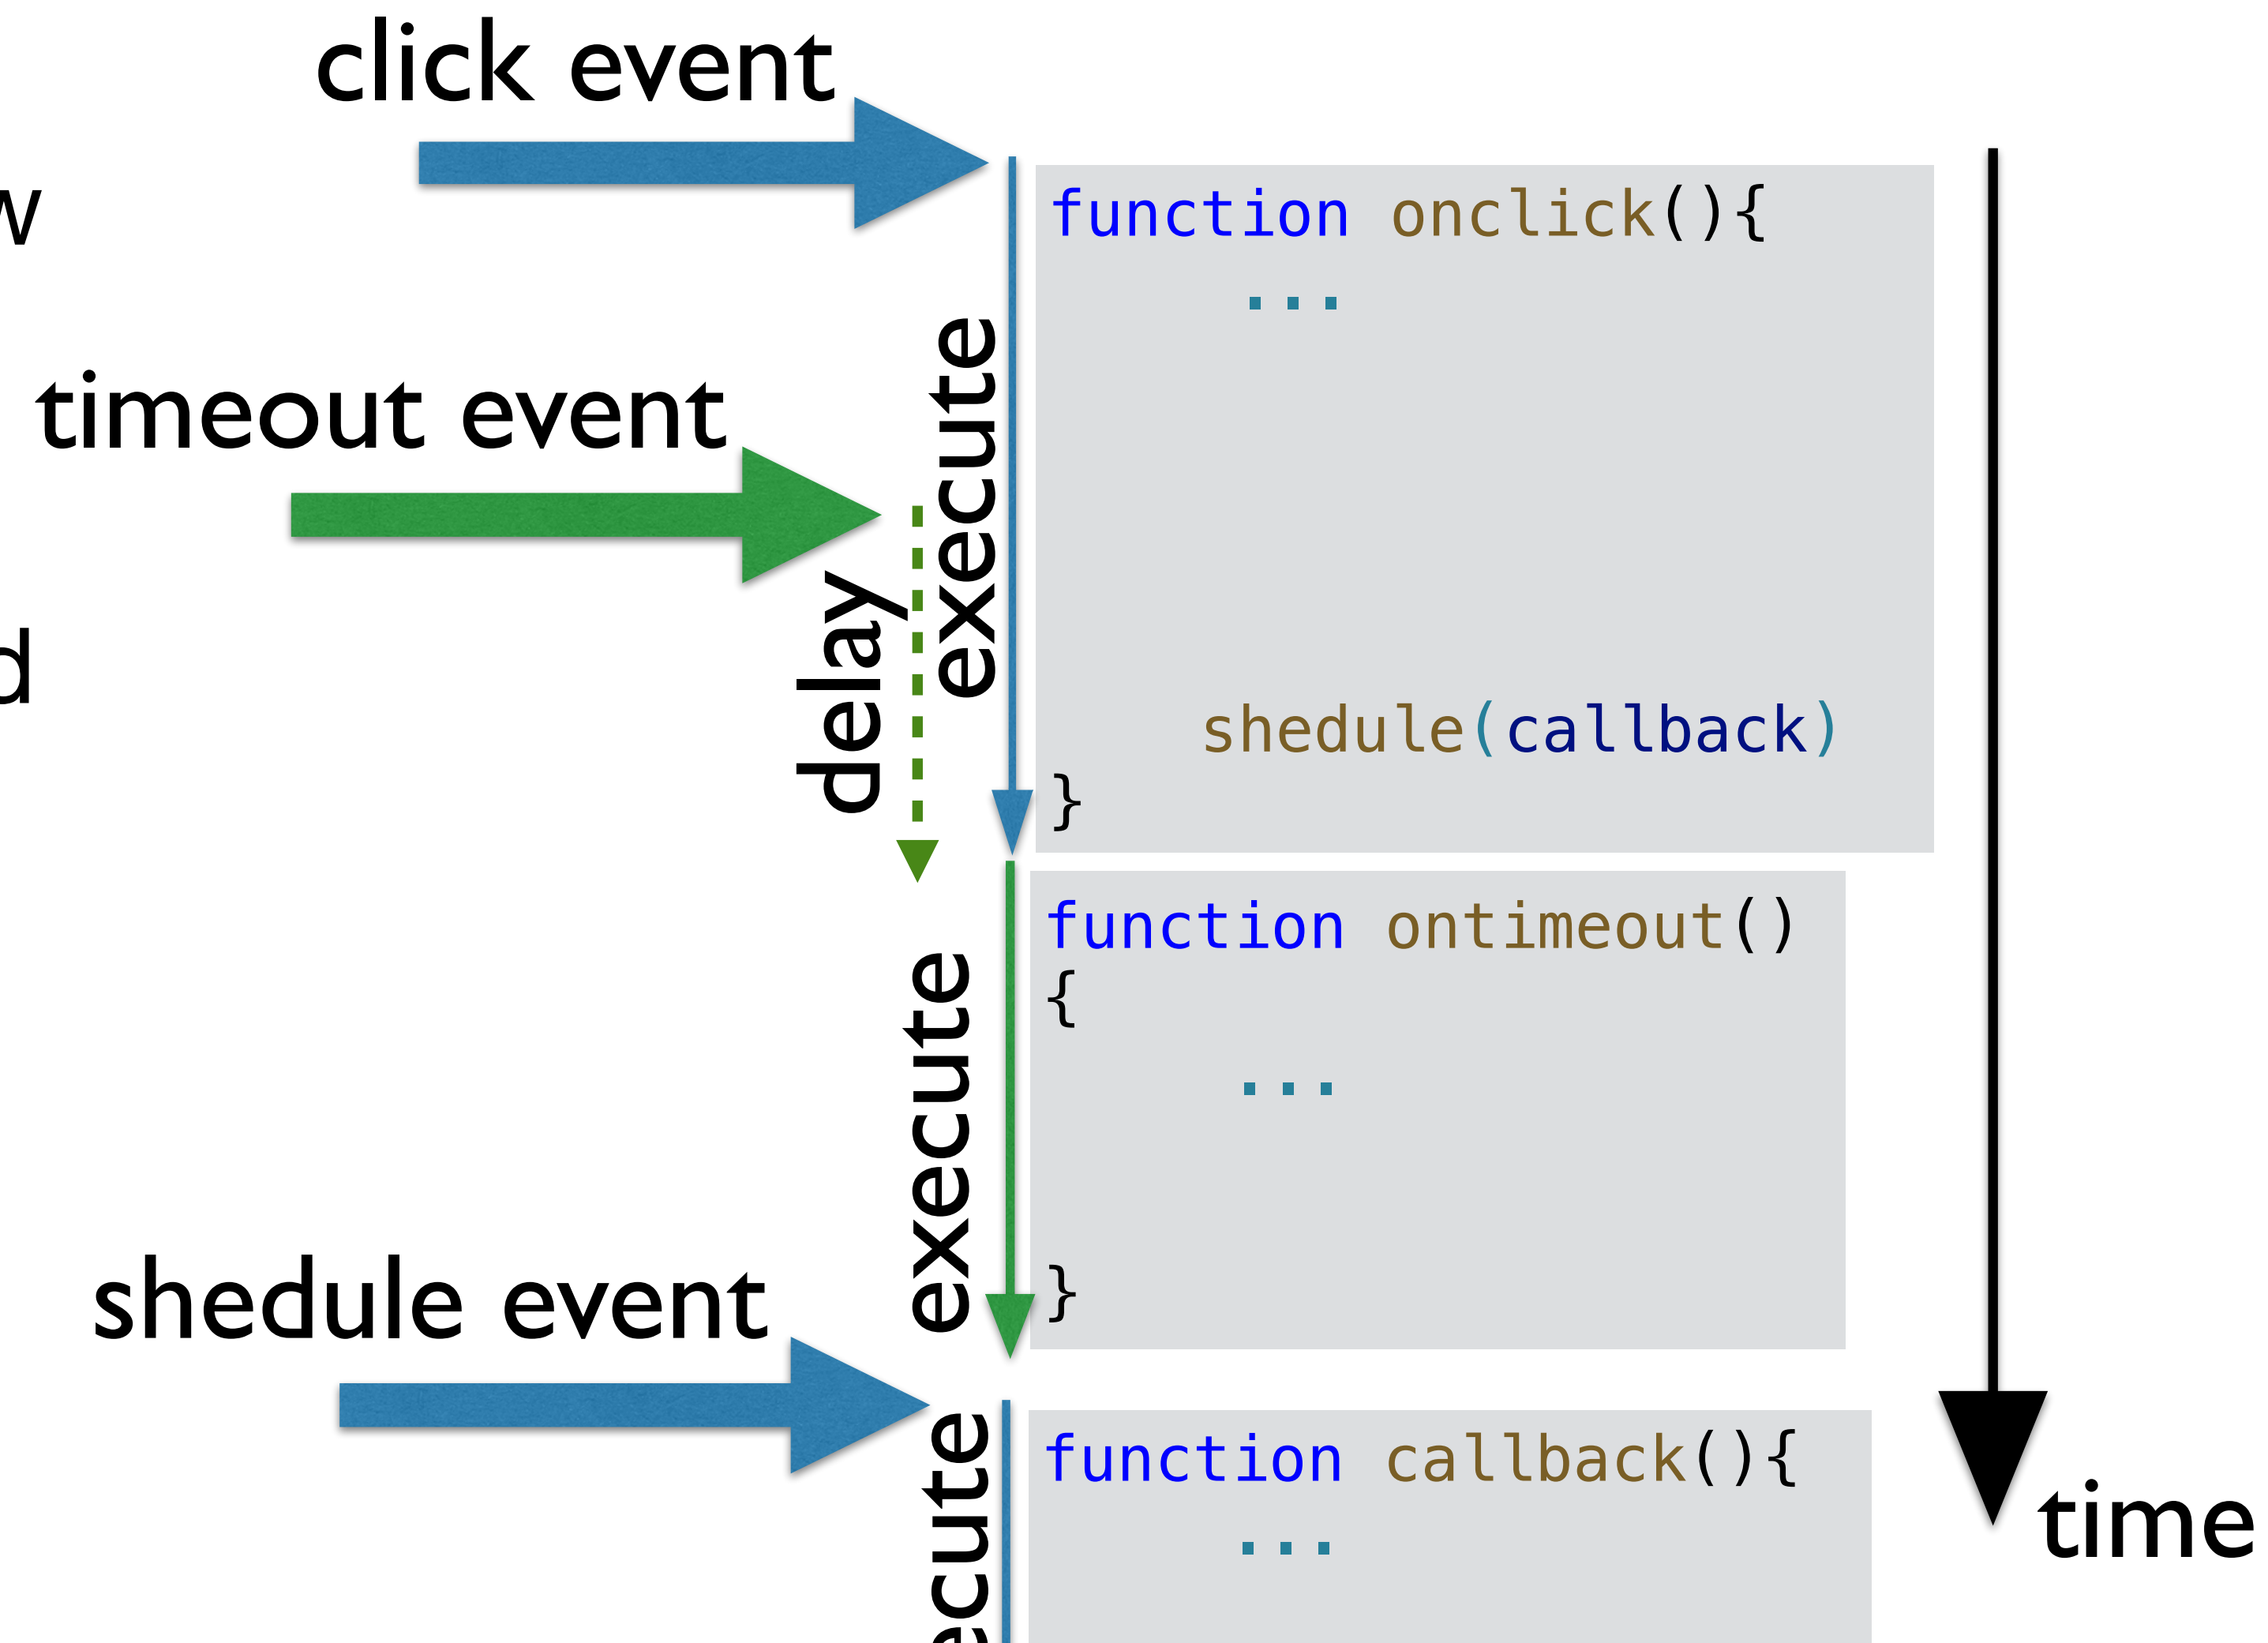 click event
function onclick(){
...
timeout event
execute
delay
shedule(callback)
}
function ontimeout()
{
...
execute
}
shedule event
function callback(){
...
time